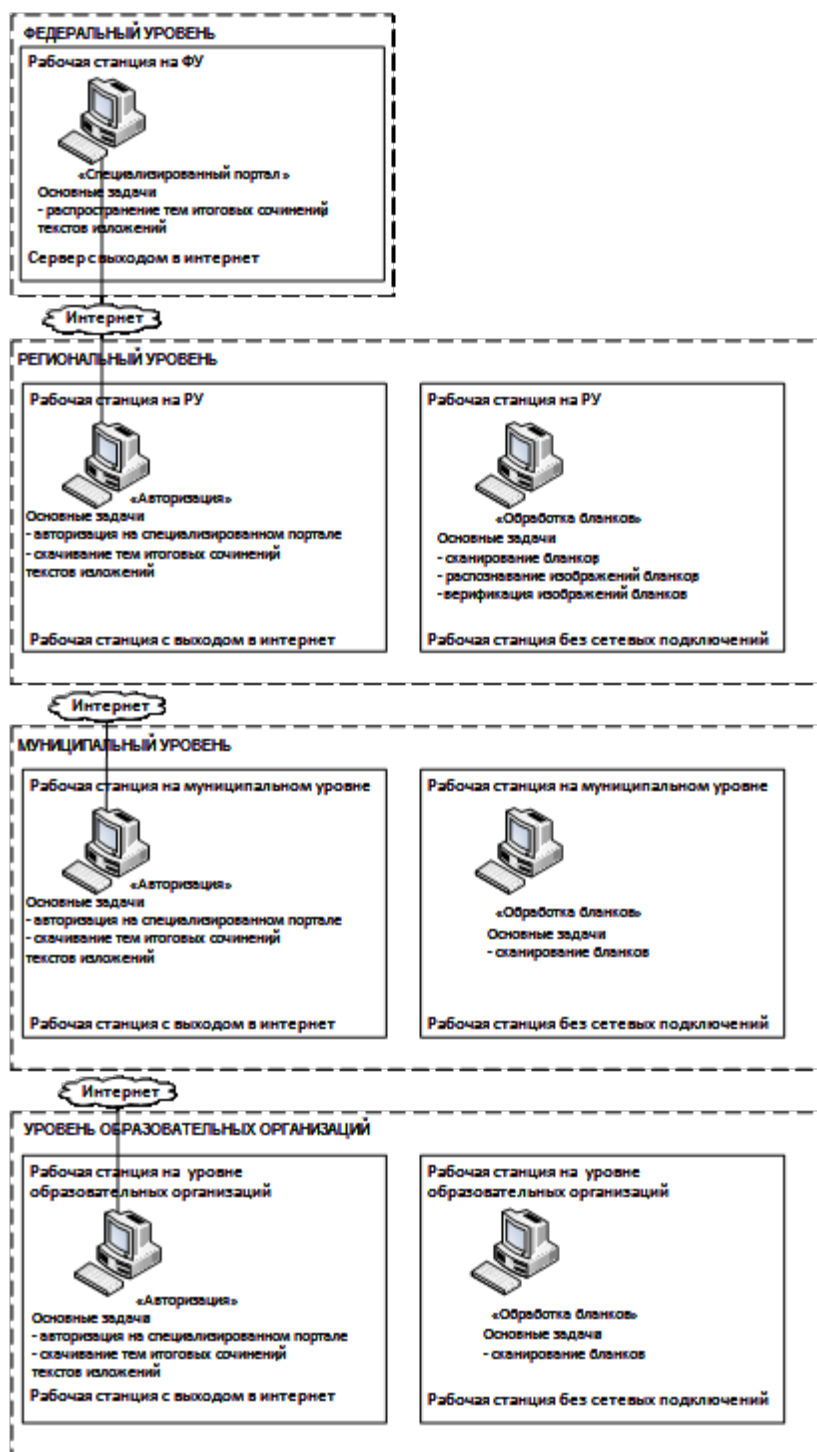 ФЕДЕРАЛЬНЫЙ УРОВЕНЬ
Рабочая станция на ФУ
«Специализированный портал»
Основные задачи
- распространение тем итоговых сочинений
текстов изложений
Сервер с выходом в интернет
Интернет
РЕГИОНАЛЬНЫЙ УРОВЕНЬ
Рабочая станция на РУ
«Авторизация»
Основные задачи
- авторизация на специализированном портале
- скачивание тем итоговых сочинений
текстов изложений
Рабочая станция с выходом в интернет
Рабочая станция на РУ
«Обработка бланков»
Основные задачи
- сканирование бланков
- распознавание изображений бланков
-верификация изображений бланков
Рабочая станция без сетевых подключений
Интернет
МУНИЦИПАЛЬНЫЙ УРОВЕНЬ
Рабочая станция на муниципальном уровне
«Авторизация»
Основные задачи
- авторизация на специализированном портале
- скачивание тем итоговых сочинений
текстов изложений
Рабочая станция с выходом в интернет
Рабочая станция на муниципальном уровне
«Обработка бланков»
Основные задачи
- сканирование бланков
Рабочая станция без сетевых подключений
Интернет
УРОВЕНЬ ОБРАЗОВАТЕЛЬНЫХ ОРГАНИЗАЦИЙ
Рабочая станция на уровне
образовательных организаций
«Авторизация»
Основные задачи
- авторизация на специализированном портале
- скачивание тем итоговых сочинений
текстов изложений
Рабочая станция с выходом в интернет
Рабочая станция на уровне
образовательных организаций
«Обработка бланков»
Основные задачи
- сканирование бланков
Рабочая станция без сетевых подключений